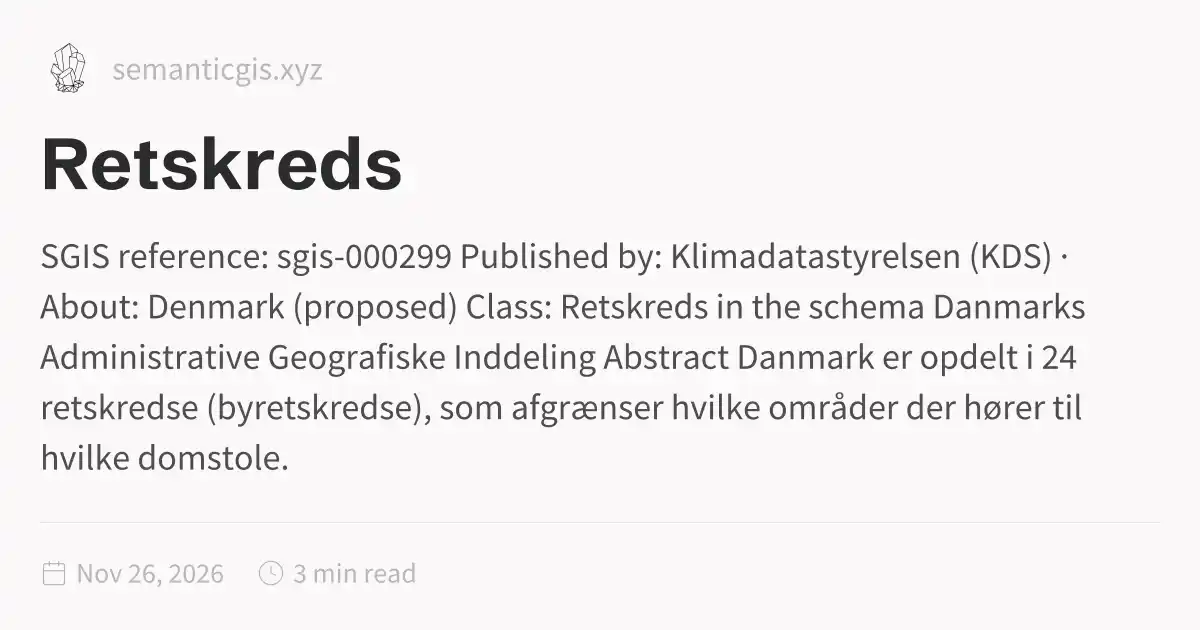 semanticgis.xyz
Retskreds
SGIS reference: sgis-000299 Published by: Klimadatastyrelsen (KDS) ·
About: Denmark (proposed) Class: Retskreds in the schema Danmarks
Administrative Geografiske Inddeling Abstract Danmark er opdelt i 24
retskredse (byretskredse), som afgrænser hvilke områder der hører til
hvilke domstole.
Nov 26, 2026 3 min read